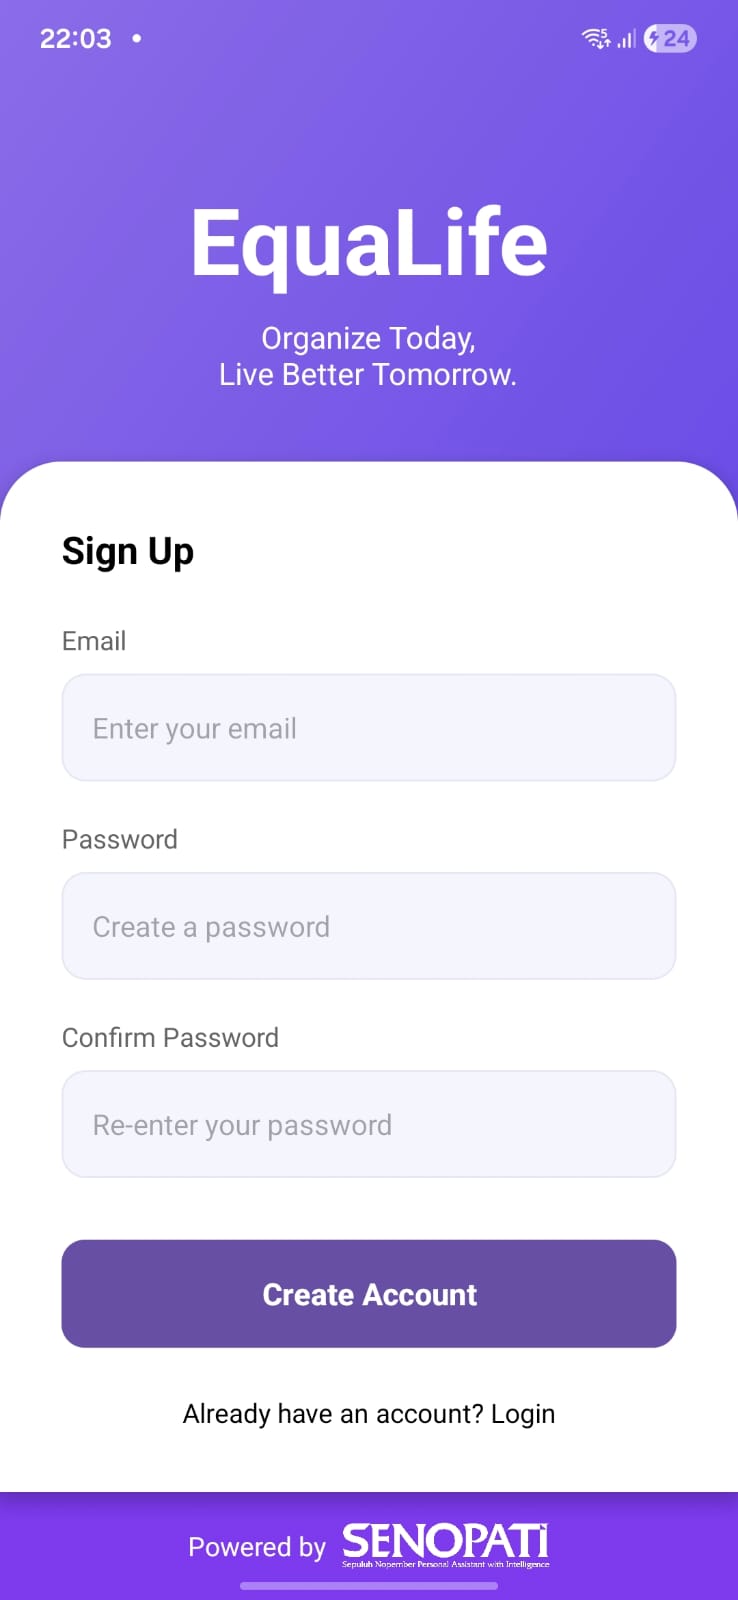 22:03
5
24
EquaLife
Organize Today,
Live Better Tomorrow.
Sign Up
Email
Enter your email
Password
Create a password
Confirm Password
Re-enter your password
Create Account
Already have an account? Login
Powered by SENOPATI
Sepuluh Nopember Personal Assistant with Intelligence